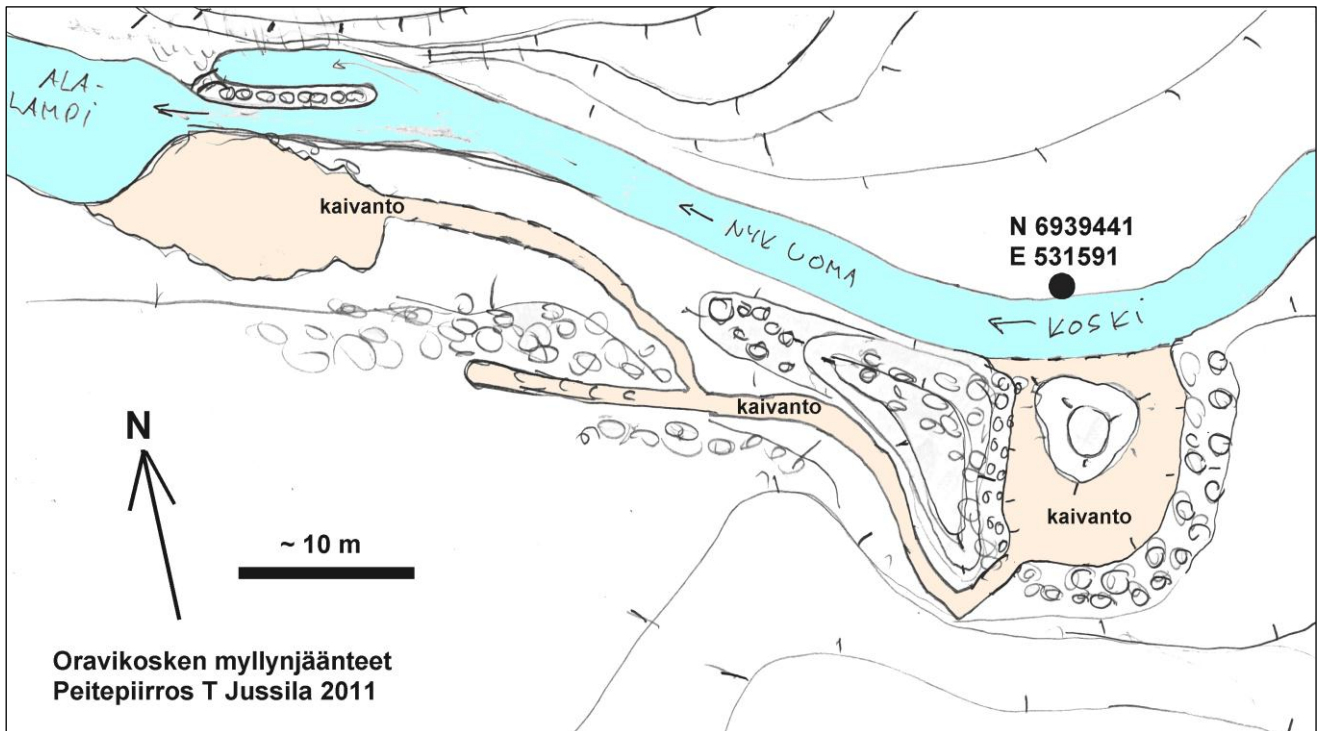 ALA-
LAMPI
kaivanto
NYK UOMA
N 6939441
E 531591
KOSKI
kaivanto
kaivanto
N
~ 10 m
Oravikosken myllynjäänteet
Peitepiirros T Jussila 2011